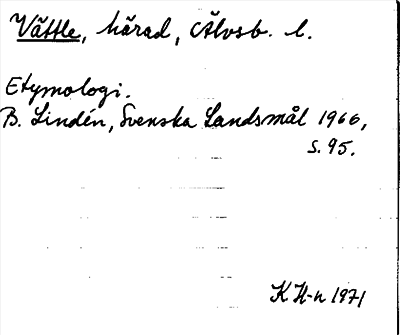 Vättle, härad, Älvsb. l.
Etymologi.
B. Lindén, Svenska Landsmål 1966,
s. 95.
K H-n 1971